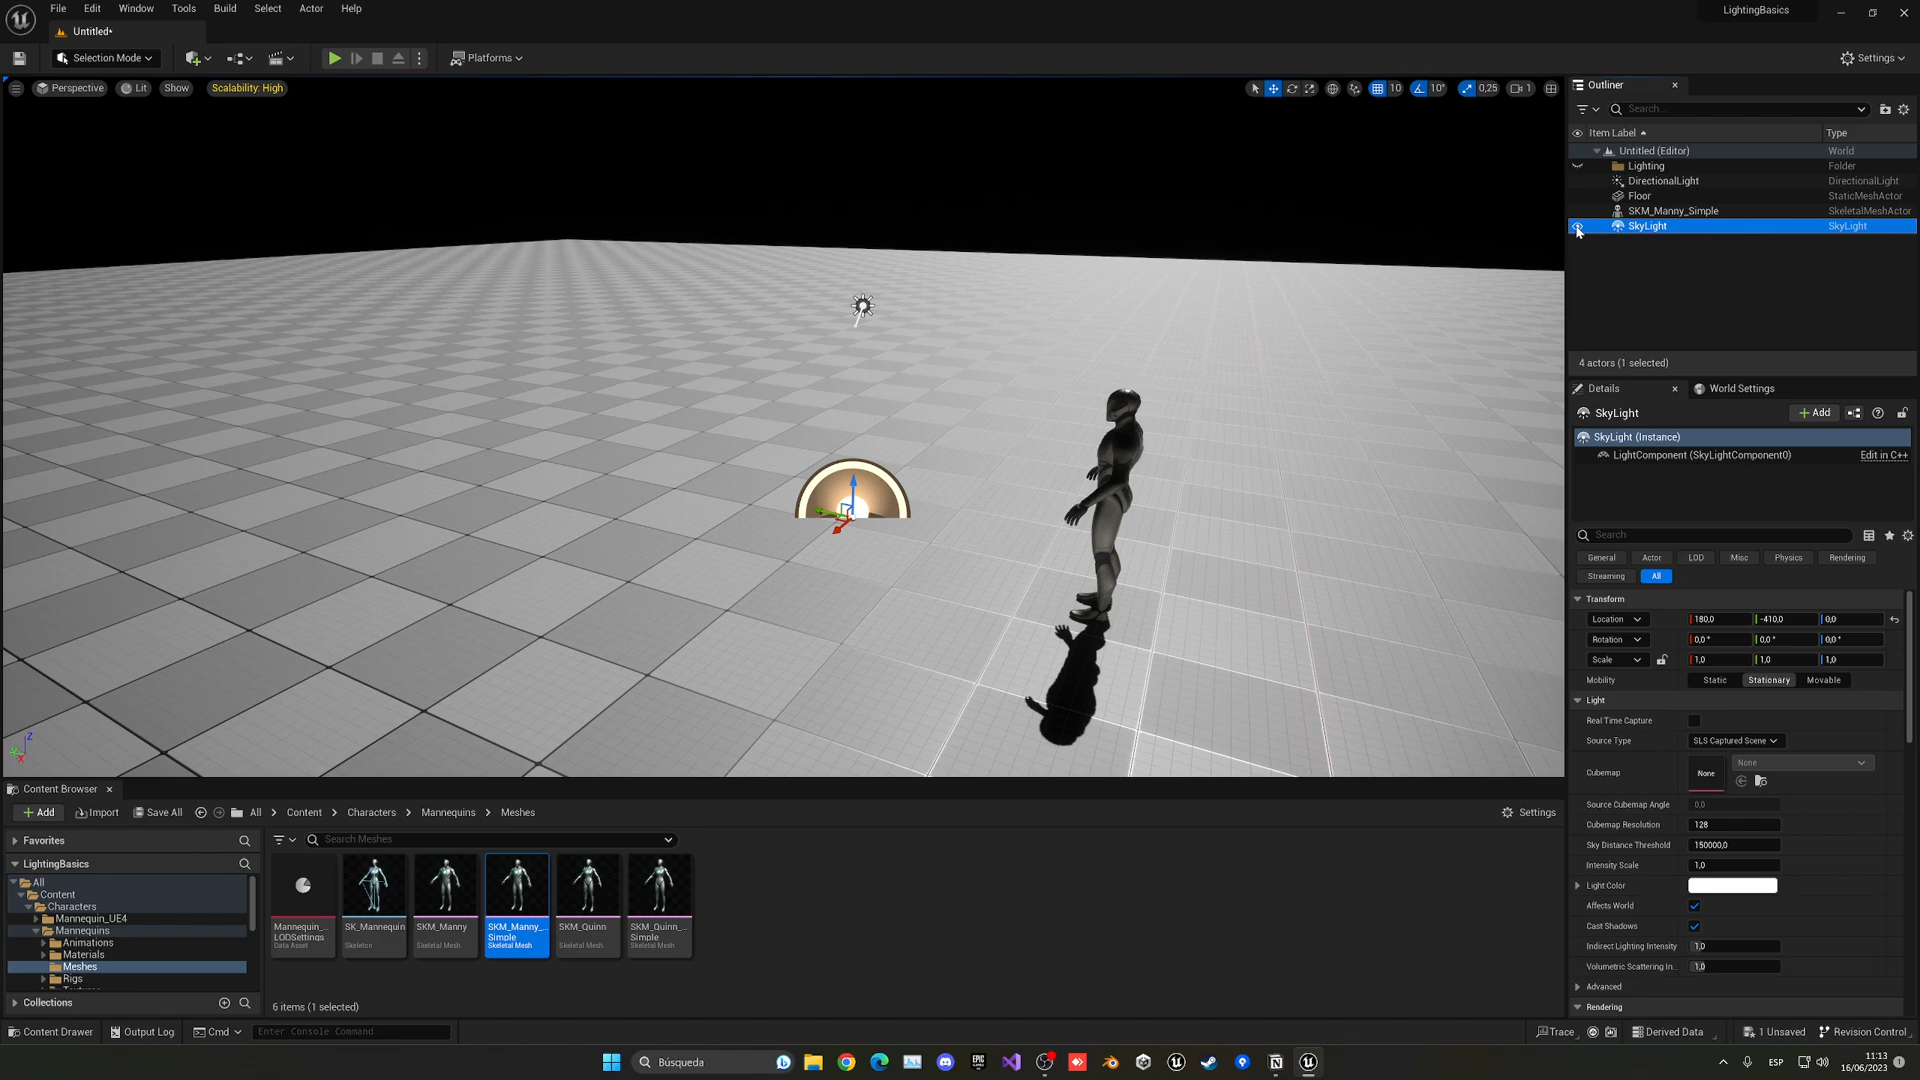 File Edit Window Tools Build Select Actor Help
LightingBasics
Untitled*
Selection Mode
Platforms
Settings
Perspective Lit Show Scalability: High
10 10° 0,25 1
Outliner
Search...
Item Label Type
Untitled (Editor) World
Lighting Folder
DirectionalLight DirectionalLight
Floor StaticMeshActor
SKM_Manny_Simple SkeletalMeshActor
SkyLight SkyLight
4 actors (1 selected)
Details World Settings
SkyLight Add
SkyLight (Instance)
LightComponent (SkyLightComponent0) Edit in C++
Search
General Actor LOD Misc Physics Rendering
Streaming All
Transform
Location 180,0 -410,0 0,0
Rotation 0,0 ° 0,0 ° 0,0 °
Scale 1,0 1,0 1,0
Mobility Static Stationary Movable
Light
Real Time Capture
Source Type SLS Captured Scene
Cubemap None None
Source Cubemap Angle 0,0
Cubemap Resolution 128
Sky Distance Threshold 150000,0
Intensity Scale 1,0
Light Color
Affects World
Cast Shadows
Indirect Lighting Intensity 1,0
Volumetric Scattering In... 1,0
Advanced
Rendering
Z
X
Content Browser
Add Import Save All All Content Characters Mannequins Meshes Settings
Favorites
Search Meshes
LightingBasics
All
Content
Characters
Mannequin_UE4
Mannequins
Animations
Materials
Meshes
Rigs
Collections
Mannequin_...
LODSettings
Data Asset
SK_Mannequin
Skeleton
SKM_Manny
Skeletal Mesh
SKM_Manny_...
Simple
Skeletal Mesh
SKM_Quinn
Skeletal Mesh
SKM_Quinn_...
Simple
Skeletal Mesh
6 items (1 selected)
Content Drawer Output Log Cmd Enter Console Command
Trace Derived Data 1 Unsaved Revision Control
Búsqueda
ESP
11:13
16/06/2023